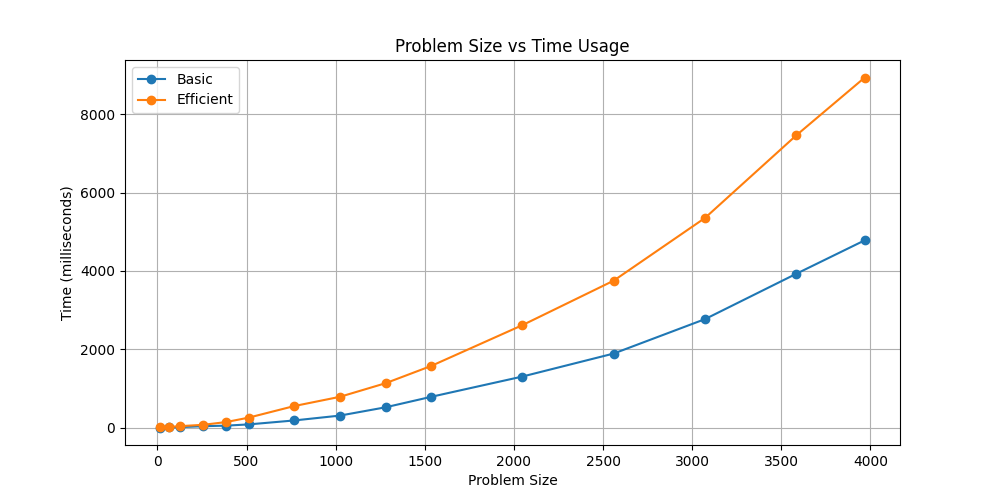 Problem Size vs Time Usage
Basic
Efficient
Time (milliseconds)
8000
6000
4000
2000
0
0 500 1000 1500 2000 2500 3000 3500 4000
Problem Size